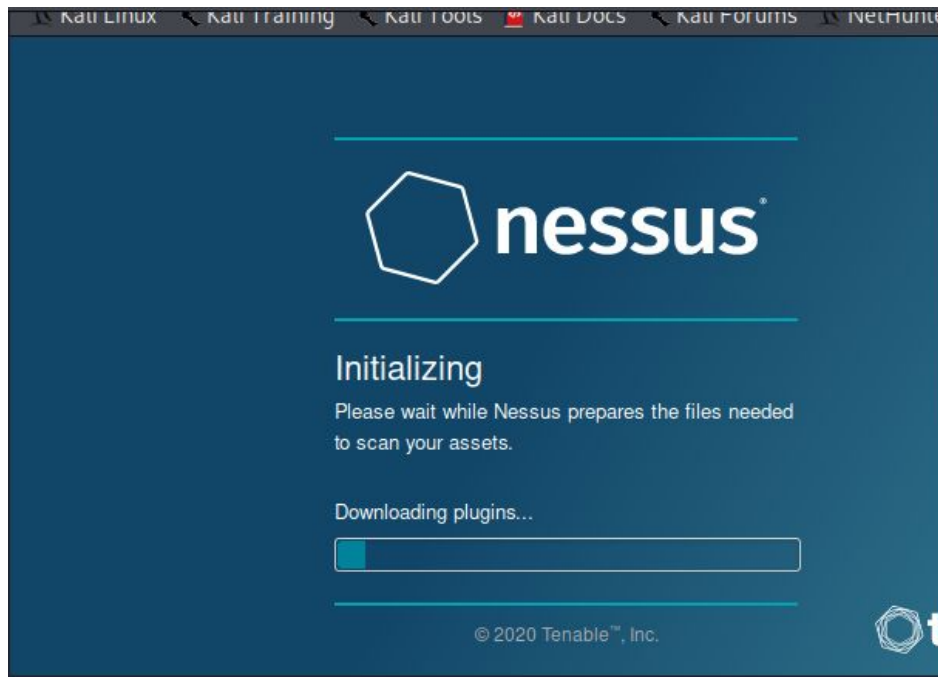 Kali Linux Kali Training Kali Tools Kali Docs Kali Forums
nessus®
Initializing
Please wait while Nessus prepares the files needed
to scan your assets.
Downloading plugins...
© 2020 Tenable™, Inc.